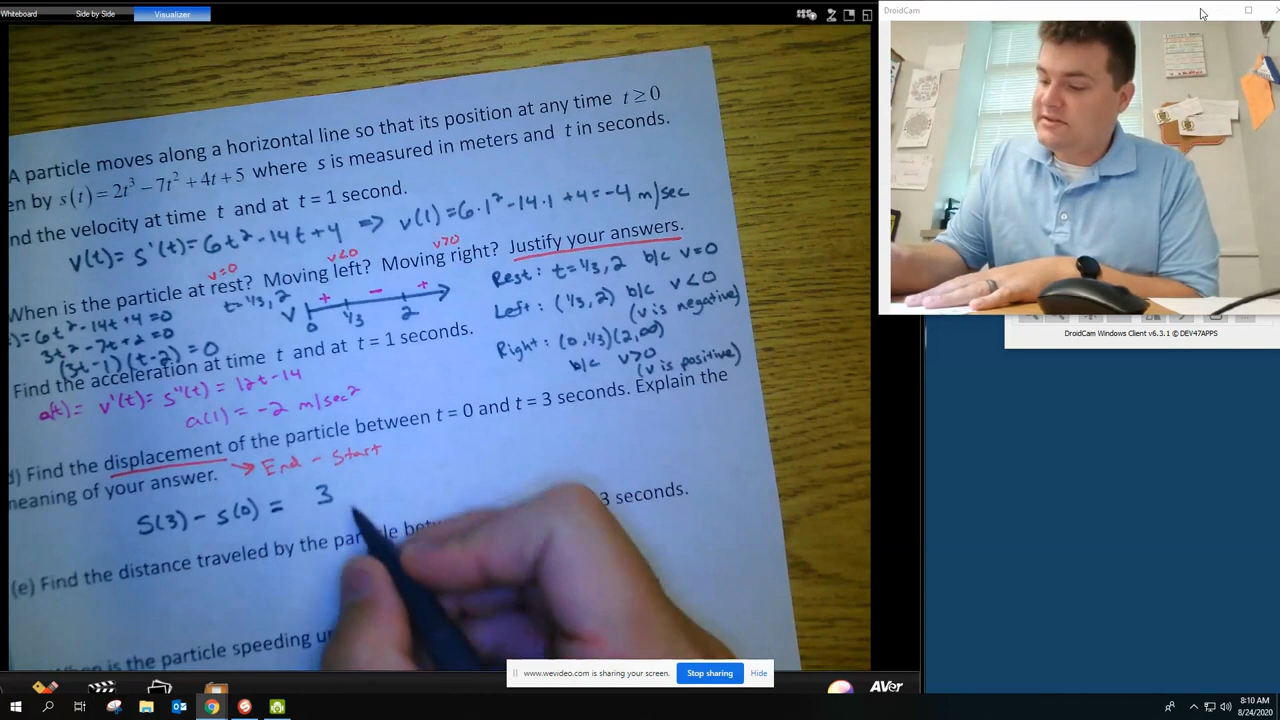 Whiteboard Side by Side Visualizer
DroidCam
A particle moves along a horizontal line so that its position at any time t ≥ 0
en by s(t) = 2t³ − 7t² + 4t + 5 where s is measured in meters and t in seconds.
nd the velocity at time t and at t = 1 second.
v(t) = s'(t) = 6t² - 14t + 4 ⇒ v(1) = 6·1² - 14·1 + 4 = -4 m/sec
v=0 v<0 v>0
When is the particle at rest? Moving left? Moving right? Justify your answers.
t = 1/3, 2
+ − +
V 0 1/3 2
) = 6t² - 14t + 4 = 0
3t - 1)(t - 2) = 0
Rest: t = 1/3, 2 b/c v = 0
Left: (1/3, 2) b/c v < 0
(v is negative)
Right: (0, 1/3)(2, ∞)
b/c v > 0
(v is positive)
Find the acceleration at time t and at t = 1 seconds.
a(t) = v'(t) = s''(t) = 12t - 14
a(1) = -2 m/sec²
d) Find the displacement of the particle between t = 0 and t = 3 seconds. Explain the
meaning of your answer.
→ End - Start
S(3) - s(0) = 3
(e) Find the distance traveled by the particle bet 3 seconds.
When is the particle speeding u
DroidCam Windows Client v6.3.1 © DEV47APPS
www.wevideo.com is sharing your screen. Stop sharing Hide
AVer
8:10 AM
8/24/2020